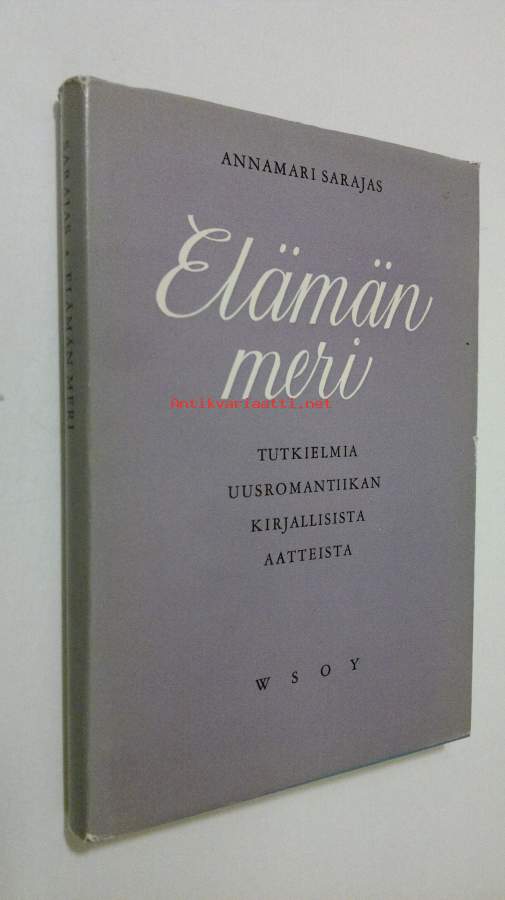 ANNAMARI SARAJAS
Elämän
meri
Antikvariaatti.net
TUTKIELMIA
UUSROMANTIIKAN
KIRJALLISISTA
AATTEISTA
W S O Y
SARAJAS • ELÄMÄN MERI